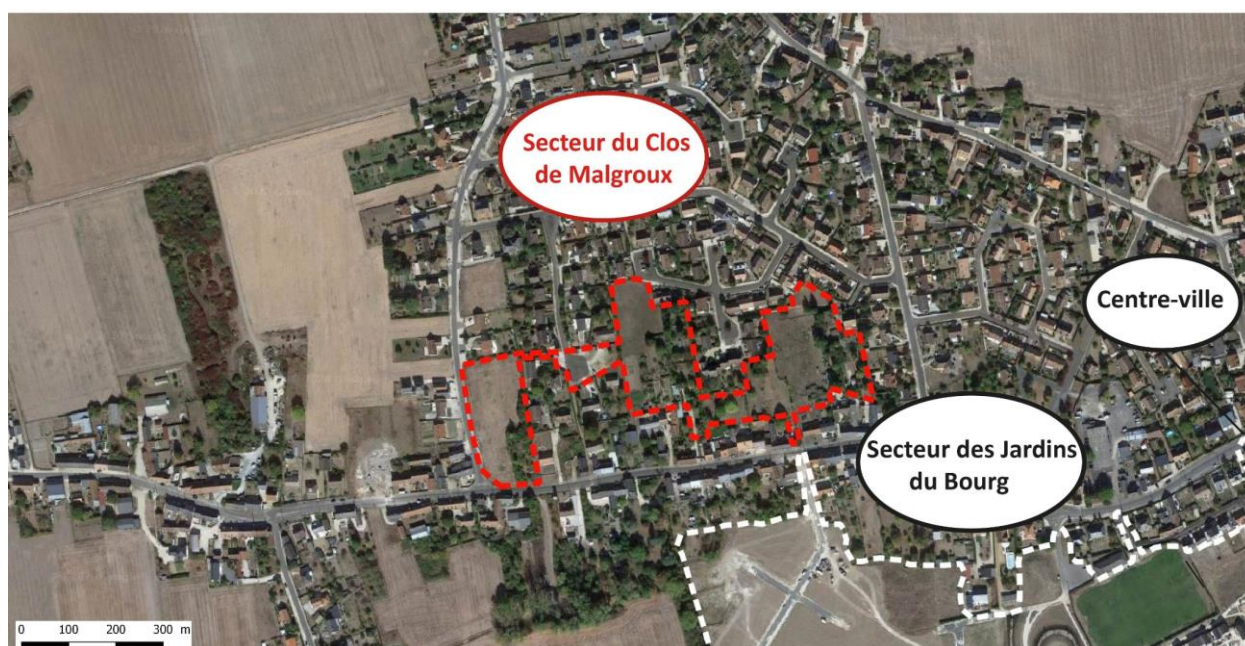 Secteur du Clos
de Malgroux
Centre-ville
Secteur des Jardins
du Bourg
0 100 200 300 m